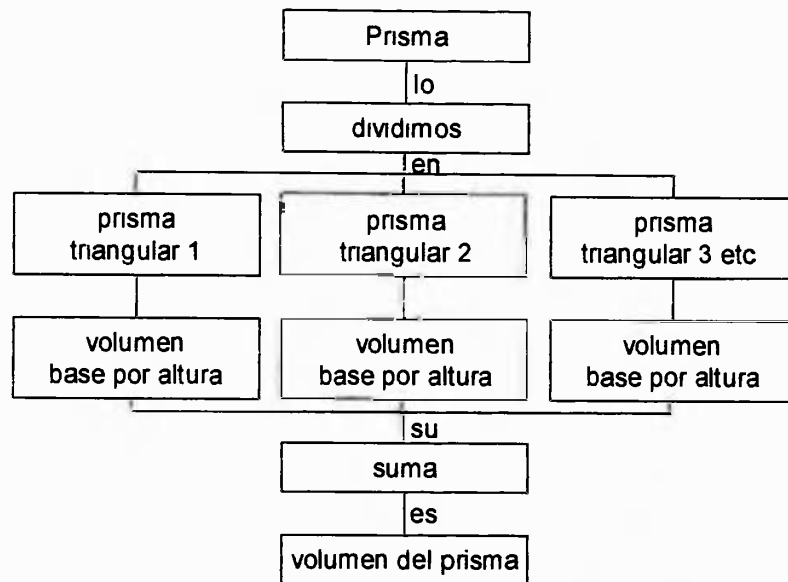 Prisma
lo
dividimos
en
prisma
triangular 1
prisma
triangular 2
prisma
triangular 3 etc
volumen
base por altura
volumen
base por altura
volumen
base por altura
su
suma
es
volumen del prisma